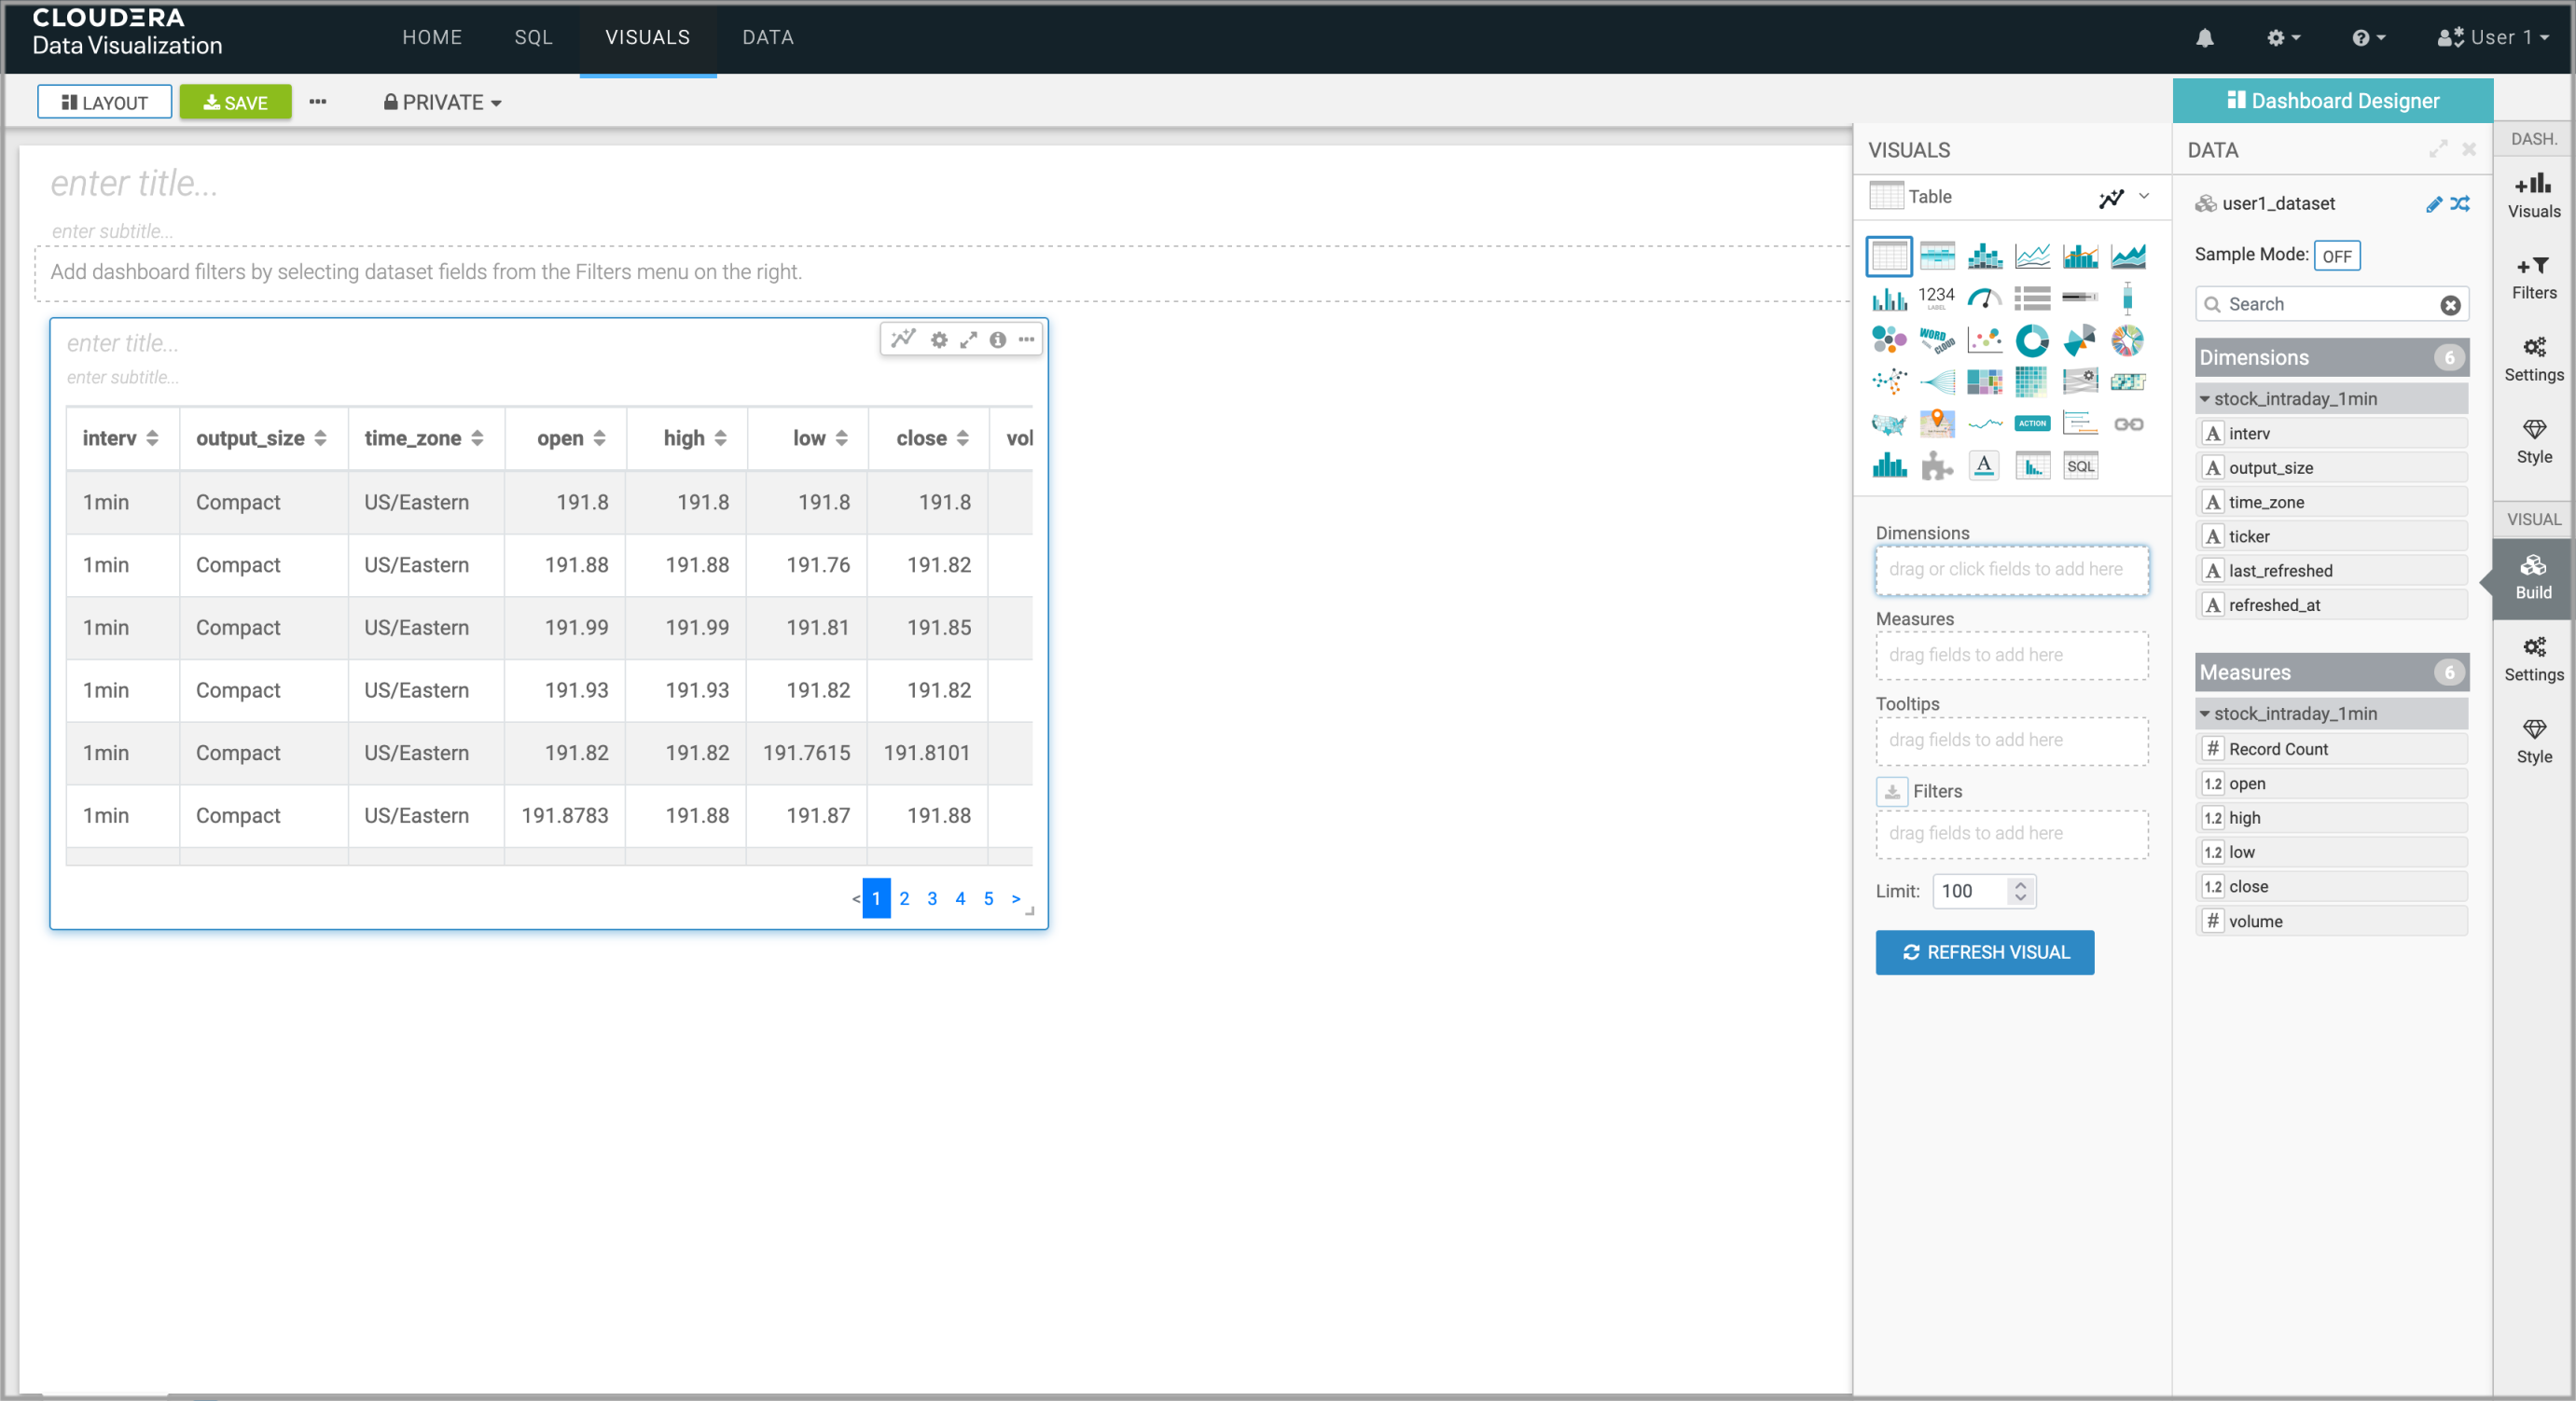 CLOUDERA
Data Visualization
HOME SQL VISUALS DATA
User 1
LAYOUT SAVE PRIVATE
Dashboard Designer
enter title...
enter subtitle...
Add dashboard filters by selecting dataset fields from the Filters menu on the right.
enter title...
enter subtitle...
interv output_size time_zone open high low close vol
1min Compact US/Eastern 191.8 191.8 191.8 191.8
1min Compact US/Eastern 191.88 191.88 191.76 191.82
1min Compact US/Eastern 191.99 191.99 191.81 191.85
1min Compact US/Eastern 191.93 191.93 191.82 191.82
1min Compact US/Eastern 191.82 191.82 191.7615 191.8101
1min Compact US/Eastern 191.8783 191.88 191.87 191.88
< 1 2 3 4 5 >
VISUALS
Table
1234
LABEL
WORD
CLOUD
ACTION
A
SQL
Dimensions
drag or click fields to add here
Measures
drag fields to add here
Tooltips
drag fields to add here
Filters
drag fields to add here
Limit: 100
REFRESH VISUAL
DATA
user1_dataset
Sample Mode: OFF
Search
Dimensions 6
stock_intraday_1min
A interv
A output_size
A time_zone
A ticker
A last_refreshed
A refreshed_at
Measures 6
stock_intraday_1min
# Record Count
1.2 open
1.2 high
1.2 low
1.2 close
# volume
DASH.
Visuals
Filters
Settings
Style
VISUAL
Build
Settings
Style